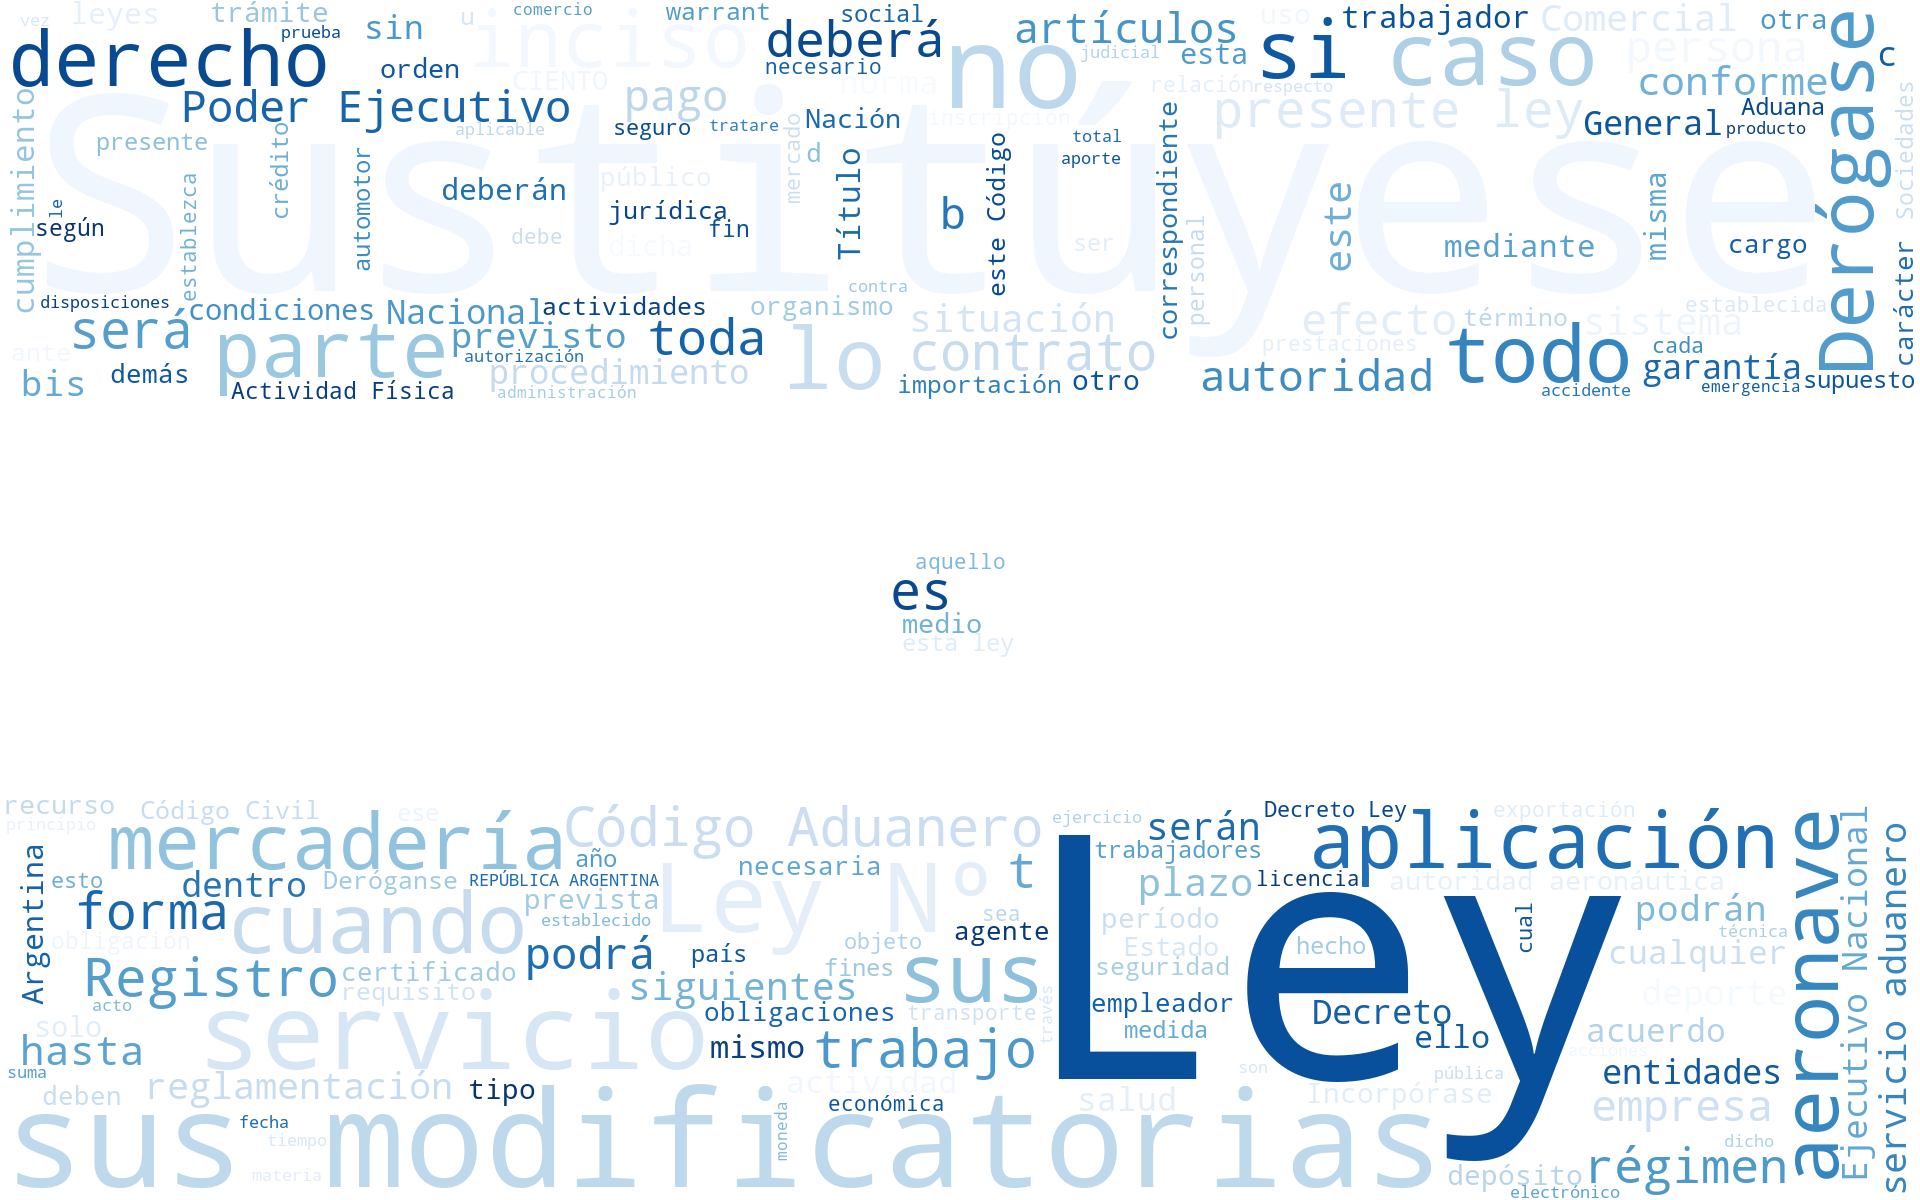 vez
leyes
trámite
prueba
sin
u
inciso
comercio
warrant
social
deberá
artículos
judicial
uso
trabajador
Comercial
otra
derecho
orden
CIENTO
necesario
no
esta
si
caso
persona
c
Poder Ejecutivo
pago
norma
relación
respecto
conforme
Derógase
cumplimiento
presente
crédito
aplicable
seguro
tratare
mercado
Nación
inscripción
total
presente ley
General
Aduana
producto
Sociedades
Sustitúyese
automotor
deberán
público
d
Título
aporte
correspondiente
según
le
establezca
jurídica
fin
b
este Código
personal
este
mediante
misma
cargo
debe
dicha
ser
carácter
disposiciones
condiciones
Nacional
actividades
organismo
contra
situación
efecto
término
sistema
establecida
será
parte
previsto
toda
lo
contrato
prestaciones
todo
cada
ante
autorización
demás
procedimiento
autoridad
garantía
bis
Actividad Física
administración
importación
otro
accidente
emergencia
supuesto
aquello
es
medio
esta ley
recurso
Código Civil
ese
principio
mercadería
Código Aduanero
ejercicio
serán
Decreto Ley
exportación
aplicación
aeronave
Ejecutivo Nacional
servicio aduanero
Argentina
esto
dentro
Deróganse
REPÚBLICA ARGENTINA
año
necesaria
t
trabajadores
plazo
licencia
autoridad aeronáutica
forma
cuando
prevista
establecido
Ley Nº
sea
período
podrán
obligación
podrá
país
objeto
agente
Estado
hecho
cual
técnica
cualquier
Registro
certificado
requisito
siguientes
fines
sus
seguridad
Ley
deporte
acto
solo
servicio
obligaciones
transporte
través
empleador
Decreto
hasta
mismo
trabajo
medida
ello
acuerdo
acciones
suma
deben
reglamentación
tipo
actividad
son
pública
entidades
salud
Incorpórase
empresa
sus modificatorias
fecha
tiempo
materia
moneda
económica
dicho
depósito
régimen
electrónico